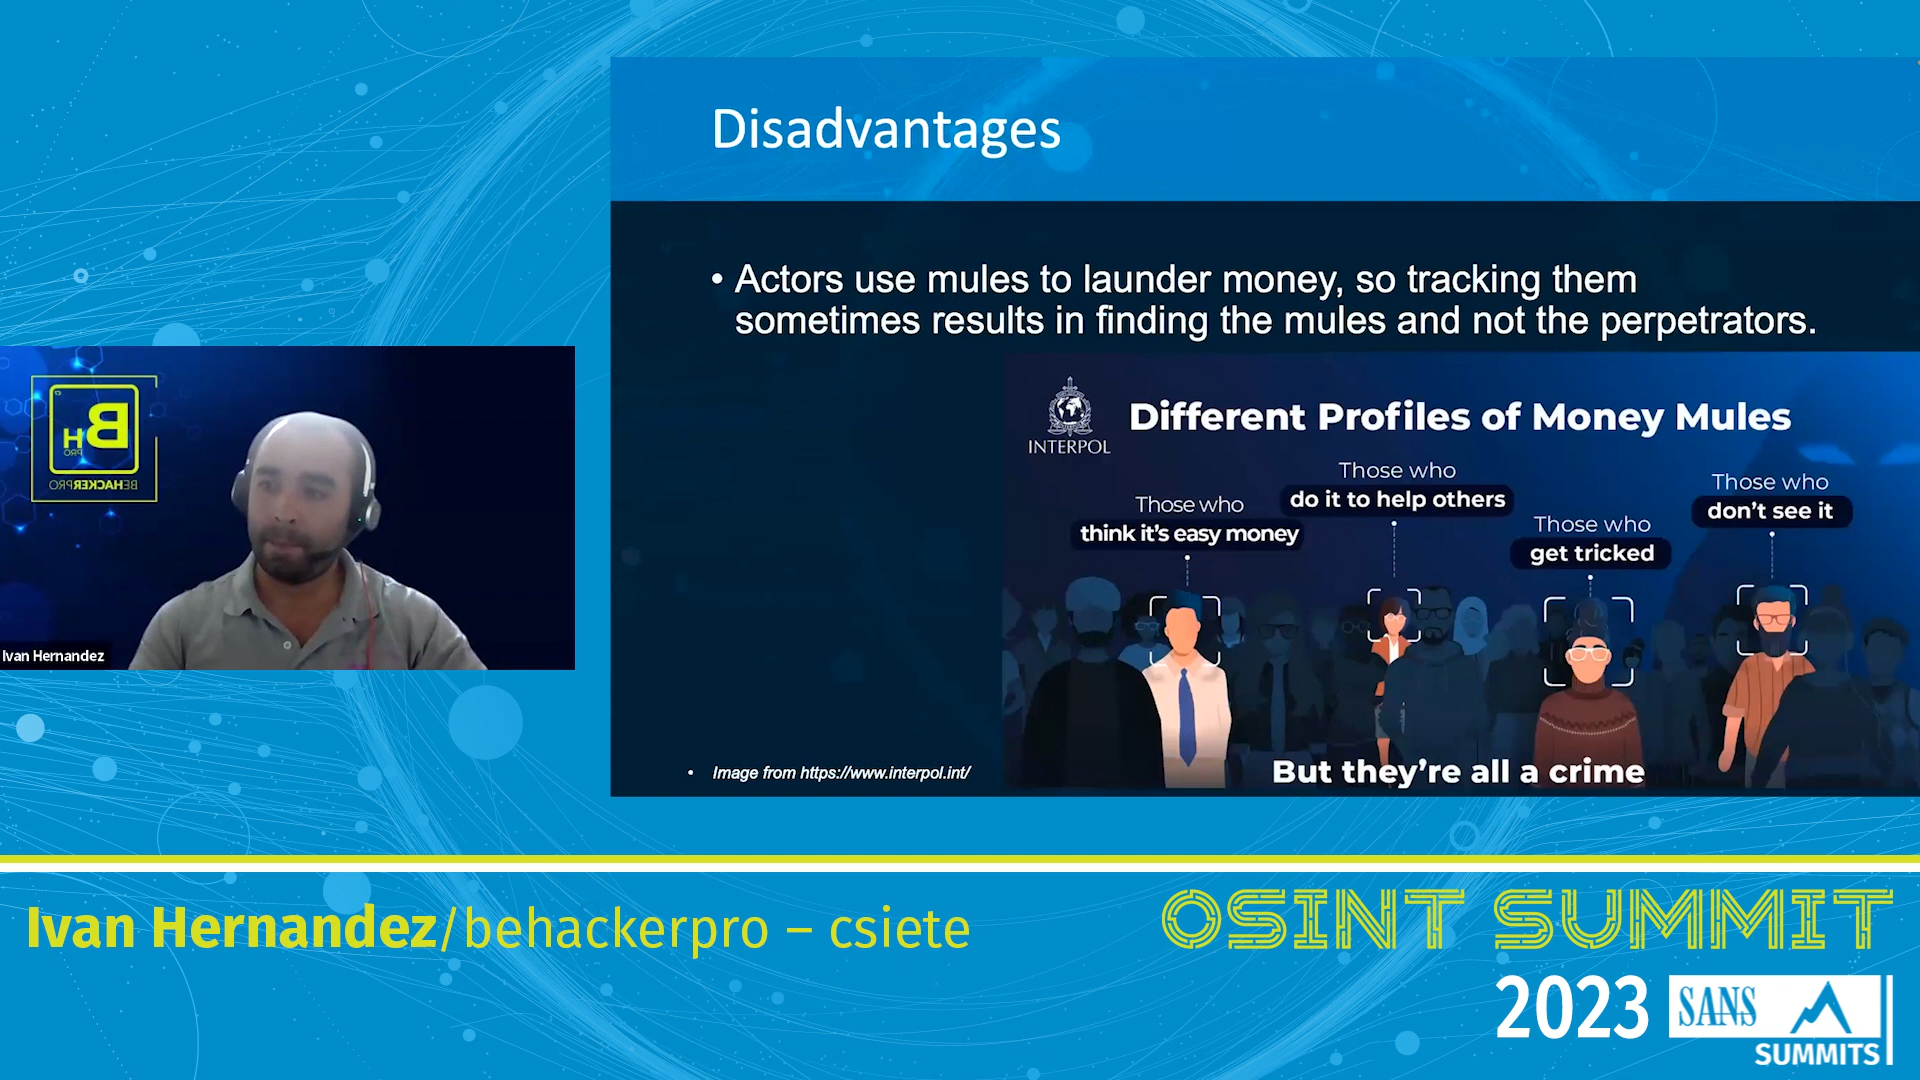 Disadvantages
• Actors use mules to launder money, so tracking them
sometimes results in finding the mules and not the perpetrators.
INTERPOL
Different Profiles of Money Mules
Those who
think it's easy money
Those who
do it to help others
Those who
get tricked
Those who
don't see it
But they're all a crime
• Image from https://www.interpol.int/
B
H
PRO
BEHACKERPRO
Ivan Hernandez
Ivan Hernandez/behackerpro – csiete
OSINT SUMMIT
2023
SANS
SUMMITS